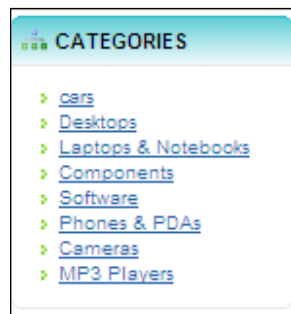 CATEGORIES
cars
Desktops
Laptops & Notebooks
Components
Software
Phones & PDAs
Cameras
MP3 Players